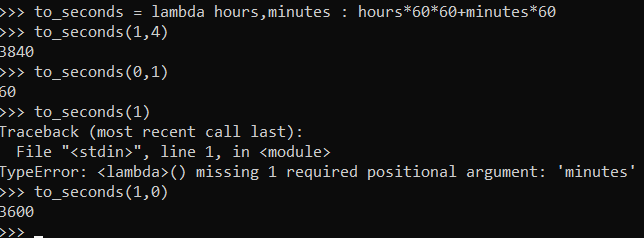 >>> to_seconds = lambda hours,minutes : hours*60*60+minutes*60
>>> to_seconds(1,4)
3840
>>> to_seconds(0,1)
60
>>> to_seconds(1)
Traceback (most recent call last):
  File "<stdin>", line 1, in <module>
TypeError: <lambda>() missing 1 required positional argument: 'minutes'
>>> to_seconds(1,0)
3600
>>> _